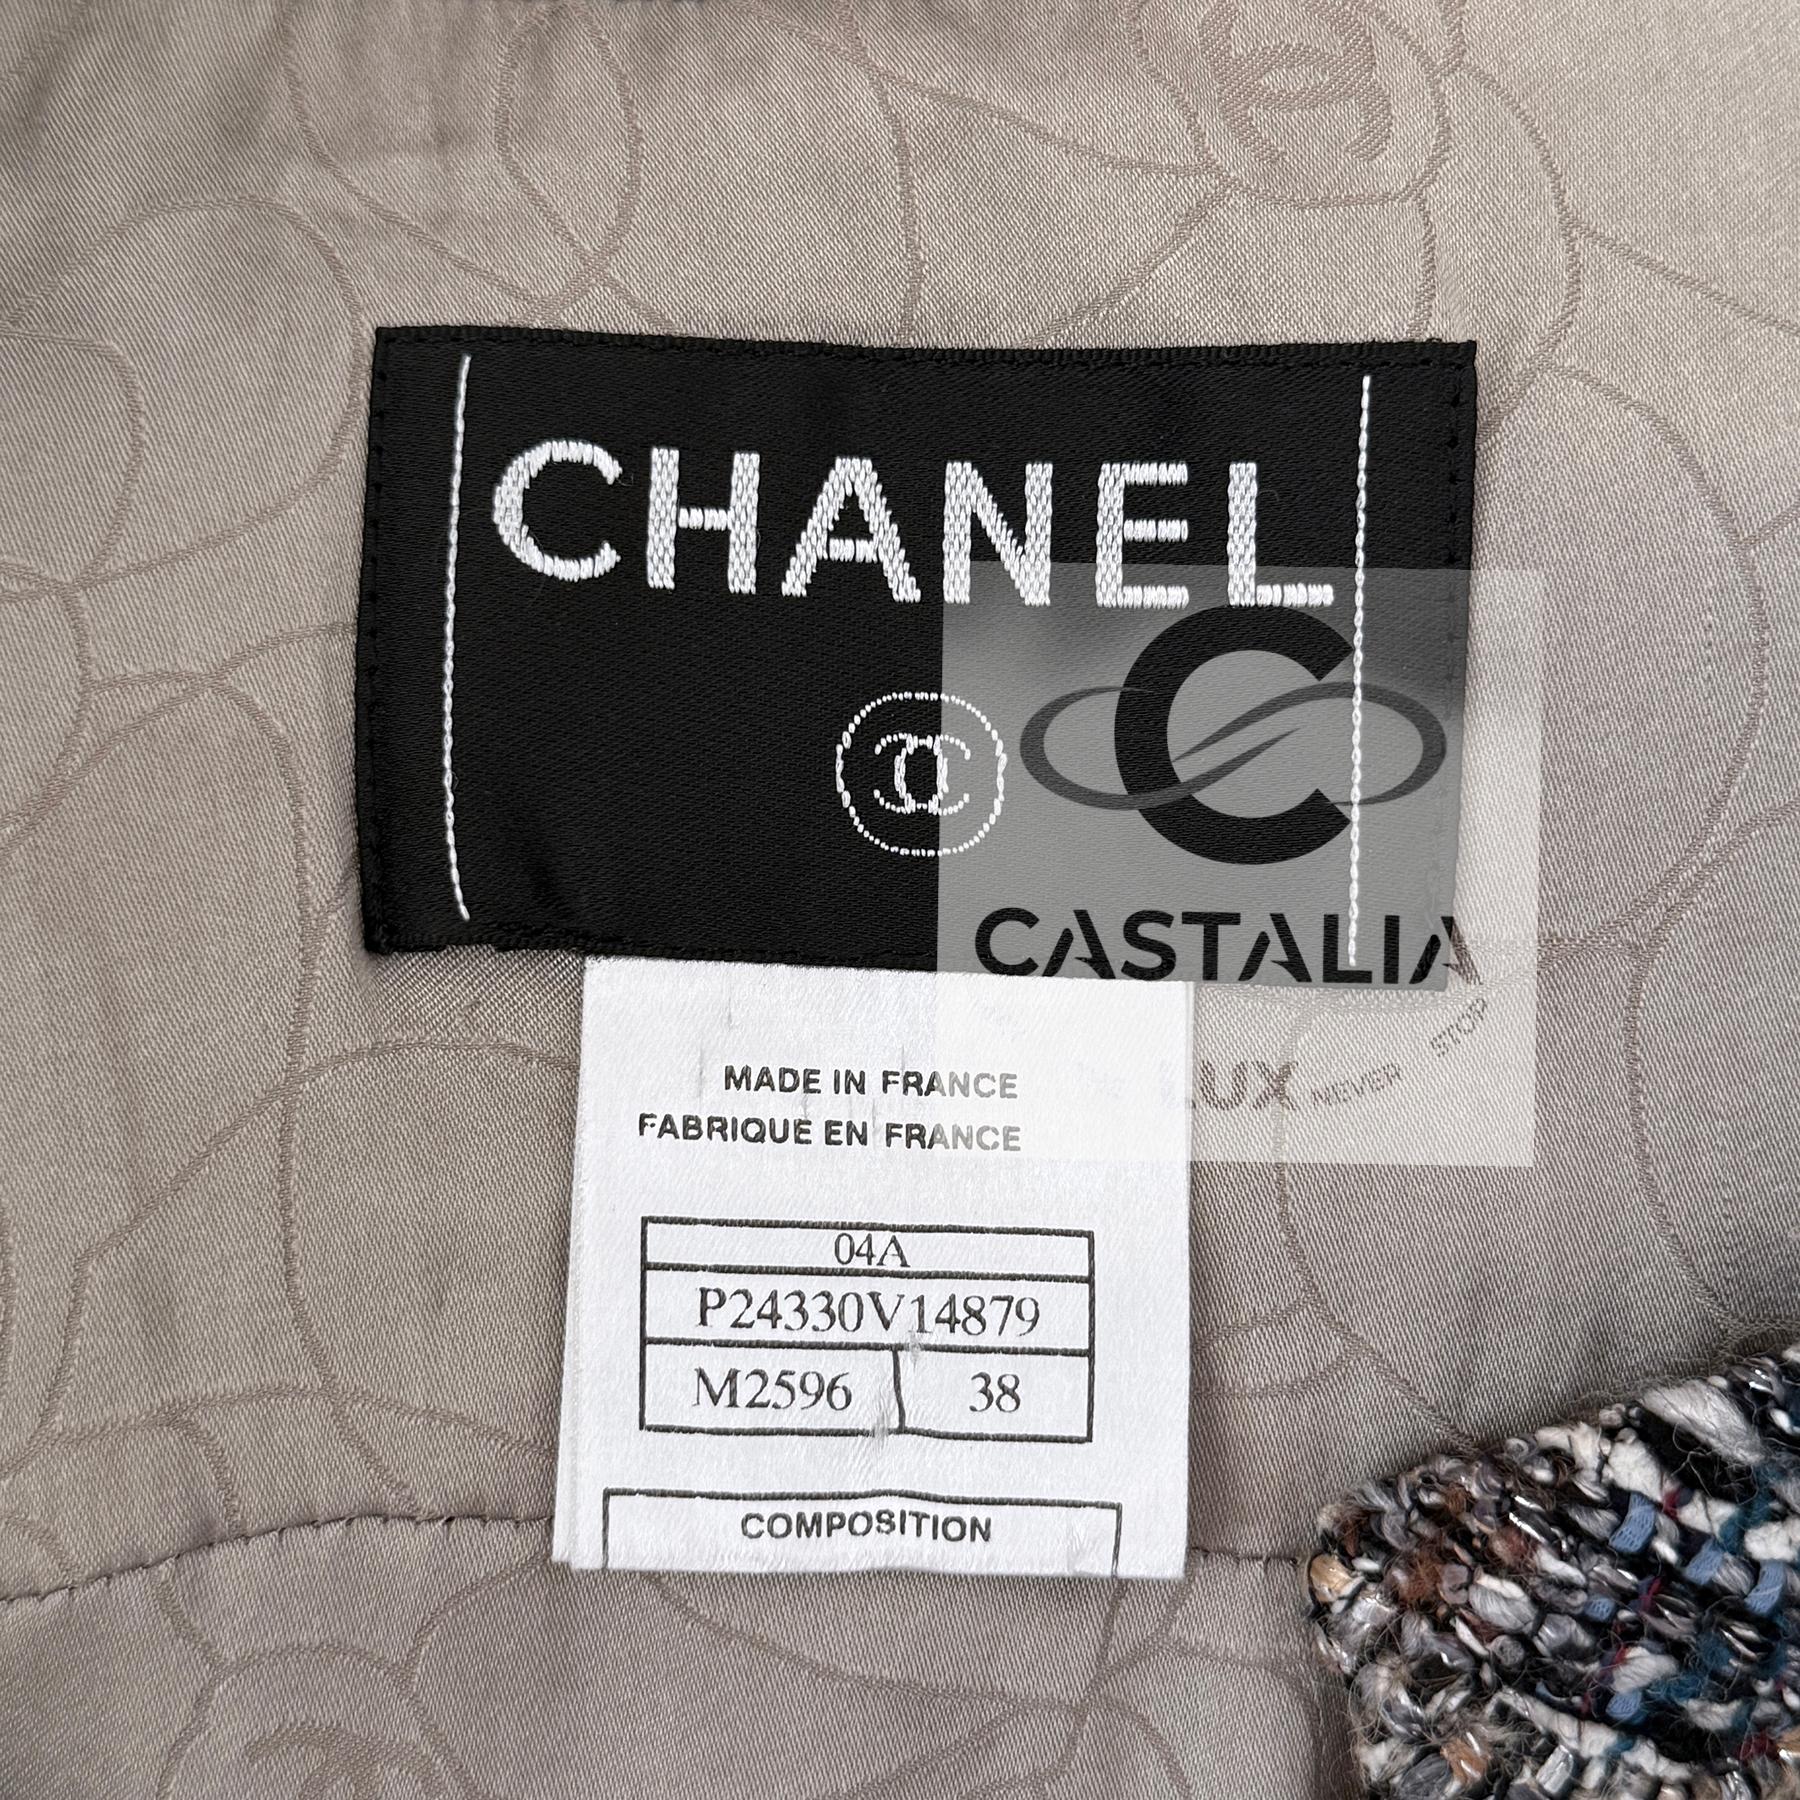 CHANEL
CASTALIA
LUX NEVER STOP
MADE IN FRANCE
FABRIQUE EN FRANCE
04A
P24330V14879
M2596 38
COMPOSITION